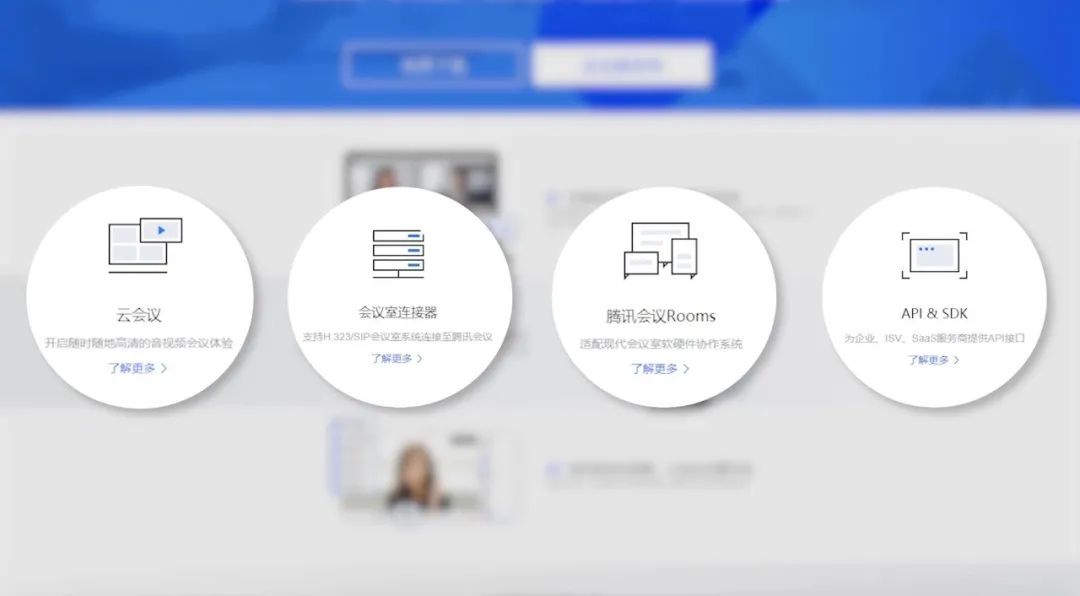 云会议
开启随时随地高清的音视频会议体验
了解更多 >
会议室连接器
支持H.323/SIP会议室系统连接至腾讯会议
了解更多 >
腾讯会议Rooms
适配现代会议室软硬件协作系统
了解更多 >
API & SDK
为企业、ISV、SaaS服务商提供API接口
了解更多 >